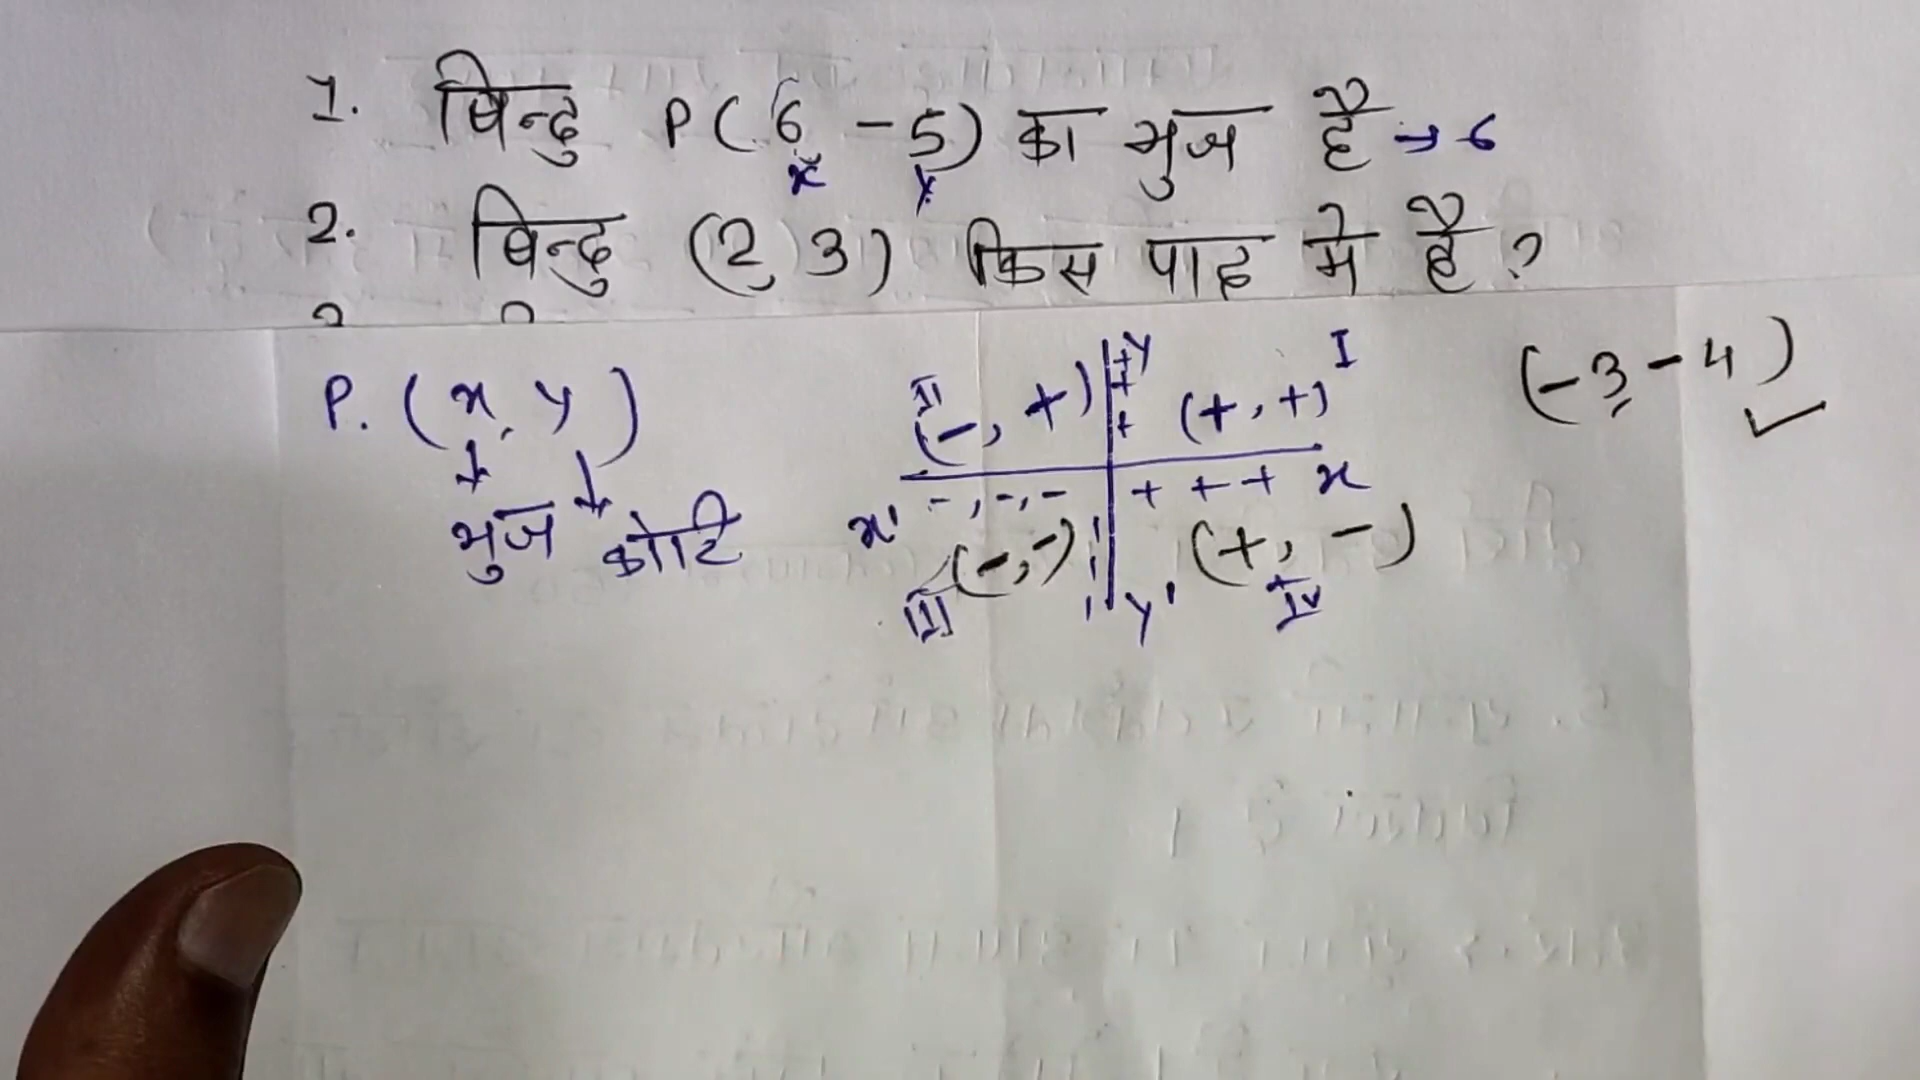 1. बिन्दु P( 6, -5) का भुज है → 6
x y
2. बिन्दु (2, 3) किस पाद मे है ?
P. (x, y)
भुज कोटि
II (-, +) +y (+, +) I
+ + +
x' -, -, - + + + x
III (-, -) y' (+, -) IV
(-3, -4)